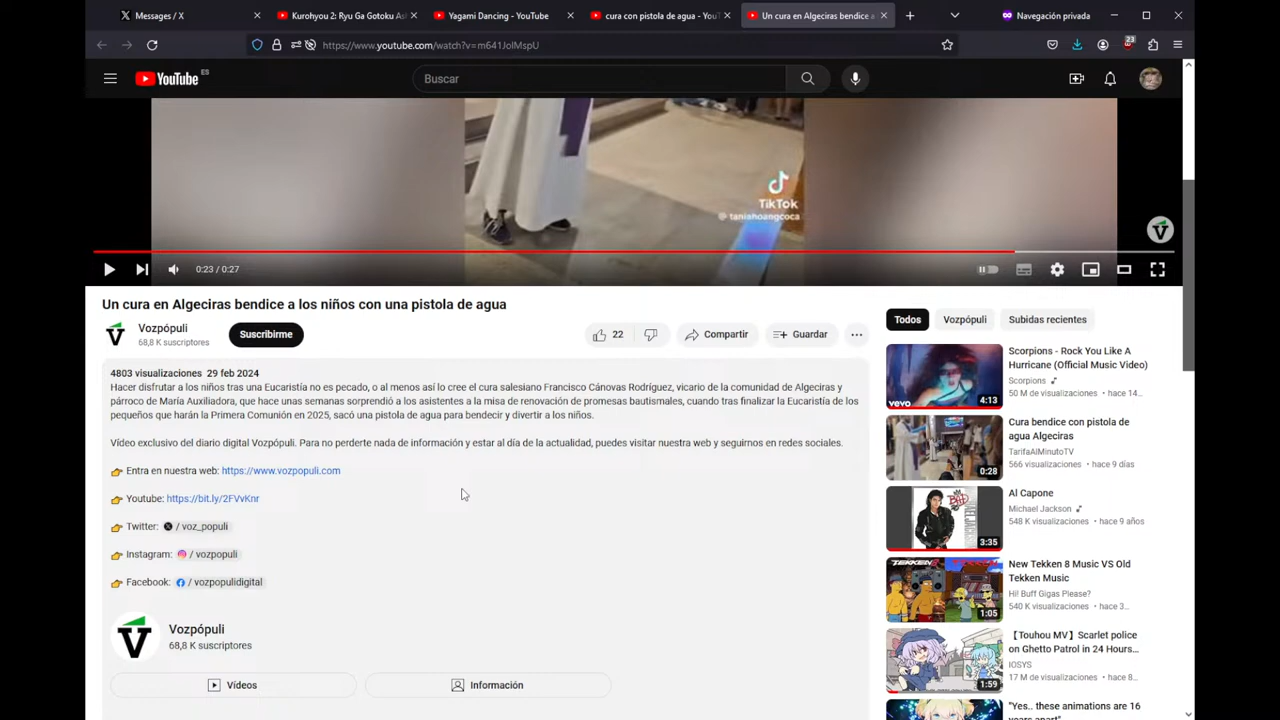 Messages / X
Kurohyou 2: Ryu Ga Gotoku As
Yagami Dancing - YouTube
cura con pistola de agua - YouT
Un cura en Algeciras bendice a
Navegación privada
https://www.youtube.com/watch?v=m641JolMspU
23
YouTube ES
Buscar
TikTok
@taniahoangcoca
0:23 / 0:27
Un cura en Algeciras bendice a los niños con una pistola de agua
Vozpópuli
68,8 K suscriptores
Suscribirme
22
Compartir
Guardar
4803 visualizaciones 29 feb 2024
Hacer disfrutar a los niños tras una Eucaristía no es pecado, o al menos así lo cree el cura salesiano Francisco Cánovas Rodríguez, vicario de la comunidad de Algeciras y
párroco de María Auxiliadora, que hace unas semanas sorprendió a los asistentes a la misa de renovación de promesas bautismales, cuando tras finalizar la Eucaristía de los
pequeños que harán la Primera Comunión en 2025, sacó una pistola de agua para bendecir y divertir a los niños.
Vídeo exclusivo del diario digital Vozpópuli. Para no perderte nada de información y estar al día de la actualidad, puedes visitar nuestra web y seguirnos en redes sociales.
👉 Entra en nuestra web: https://www.vozpopuli.com
👉 Youtube: https://bit.ly/2FVvKnr
👉 Twitter: / voz_populi
👉 Instagram: / vozpopuli
👉 Facebook: / vozpopulidigital
Vozpópuli
68,8 K suscriptores
Vídeos
Información
Todos
Vozpópuli
Subidas recientes
Scorpions - Rock You Like A
Hurricane (Official Music Video)
Scorpions
50 M de visualizaciones • hace 14...
vevo
4:13
Cura bendice con pistola de
agua Algeciras
TarifaAlMinutoTV
566 visualizaciones • hace 9 días
0:28
Al Capone
Michael Jackson
548 K visualizaciones • hace 9 años
BAD
3:35
New Tekken 8 Music VS Old
Tekken Music
Hi! Buff Gigas Please?
540 K visualizaciones • hace 3...
1:05
【Touhou MV】Scarlet police
on Ghetto Patrol in 24 Hours...
IOSYS
17 M de visualizaciones • hace 8...
1:59
"Yes.. these animations are 16
years apart"